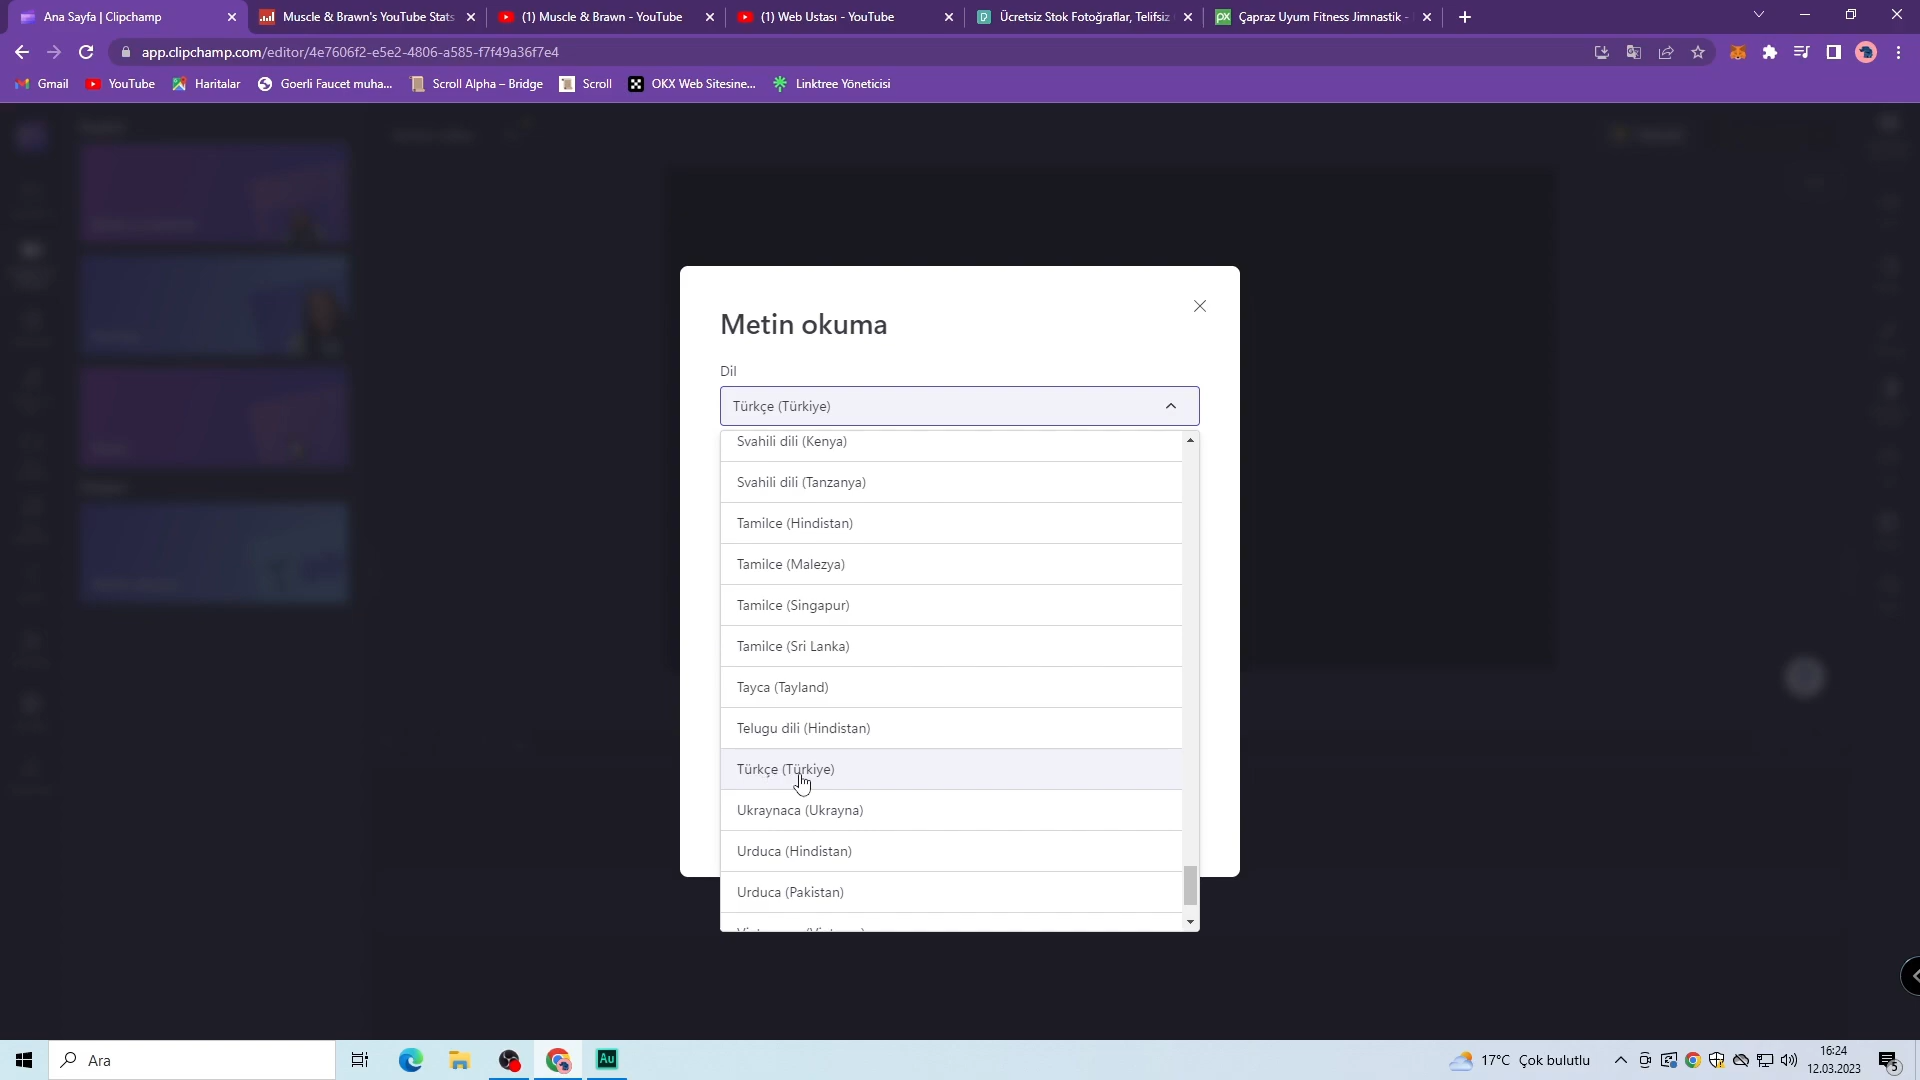 Ana Sayfa | Clipchamp
Muscle & Brawn's YouTube Stats
(1) Muscle & Brawn - YouTube
(1) Web Ustası - YouTube
Ücretsiz Stok Fotoğraflar, Telifsiz
Çapraz Uyum Fitness Jimnastik -
app.clipchamp.com/editor/4e7606f2-e5e2-4806-a585-f7f49a36f7e4
Gmail
YouTube
Haritalar
Goerli Faucet muha...
Scroll Alpha – Bridge
Scroll
OKX Web Sitesine...
Linktree Yöneticisi
Metin okuma
Dil
Türkçe (Türkiye)
Svahili dili (Kenya)
Svahili dili (Tanzanya)
Tamilce (Hindistan)
Tamilce (Malezya)
Tamilce (Singapur)
Tamilce (Sri Lanka)
Tayca (Tayland)
Telugu dili (Hindistan)
Türkçe (Türkiye)
Ukraynaca (Ukrayna)
Urduca (Hindistan)
Urduca (Pakistan)
Ara
Au
17°C Çok bulutlu
16:24
12.03.2023
5